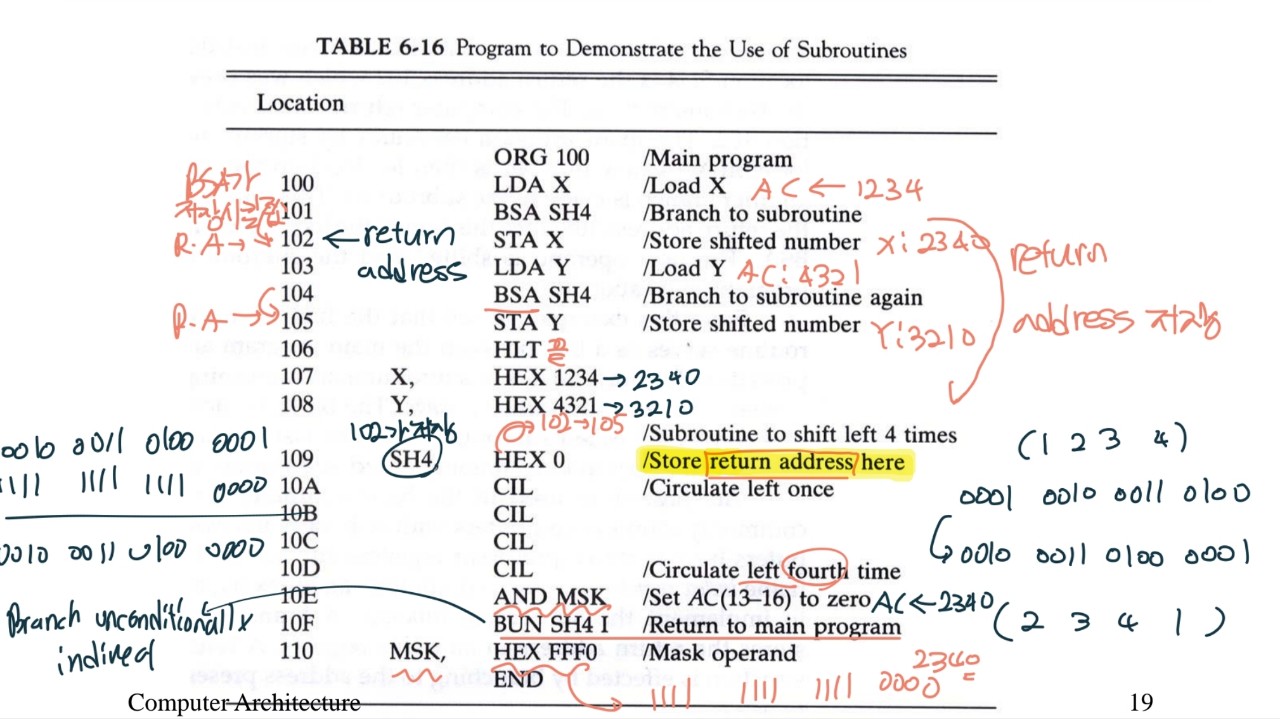 TABLE 6-16 Program to Demonstrate the Use of Subroutines
Location
ORG 100 /Main program
BSA가
100 LDA X /Load X AC ← 1234
101 BSA SH4 /Branch to subroutine
R.A → 102 ← return address STA X /Store shifted number X: 2340
103 LDA Y /Load Y AC: 4321
return address 저장
104 BSA SH4 /Branch to subroutine again
R.A → 105 STA Y /Store shifted number Y: 3210
106 HLT
107 X, HEX 1234 → 2340
108 Y, HEX 4321 → 3210
102가 저장 102→105
/Subroutine to shift left 4 times
109 SH4, HEX 0 /Store return address here
10A CIL /Circulate left once
10B CIL
10C CIL
10D CIL /Circulate left fourth time
10E AND MSK /Set AC(13-16) to zero AC ← 2340
10F BUN SH4 I /Return to main program
110 MSK, HEX FFF0 /Mask operand
END
1111 1111 1111 0000
2340
0010 0011 0100 0001
1111 1111 1111 0000
0010 0011 0100 0000
Branch unconditionally
indirect
(1 2 3 4)
0001 0010 0011 0100
0010 0011 0100 0001
(2 3 4 1)
Computer Architecture
19